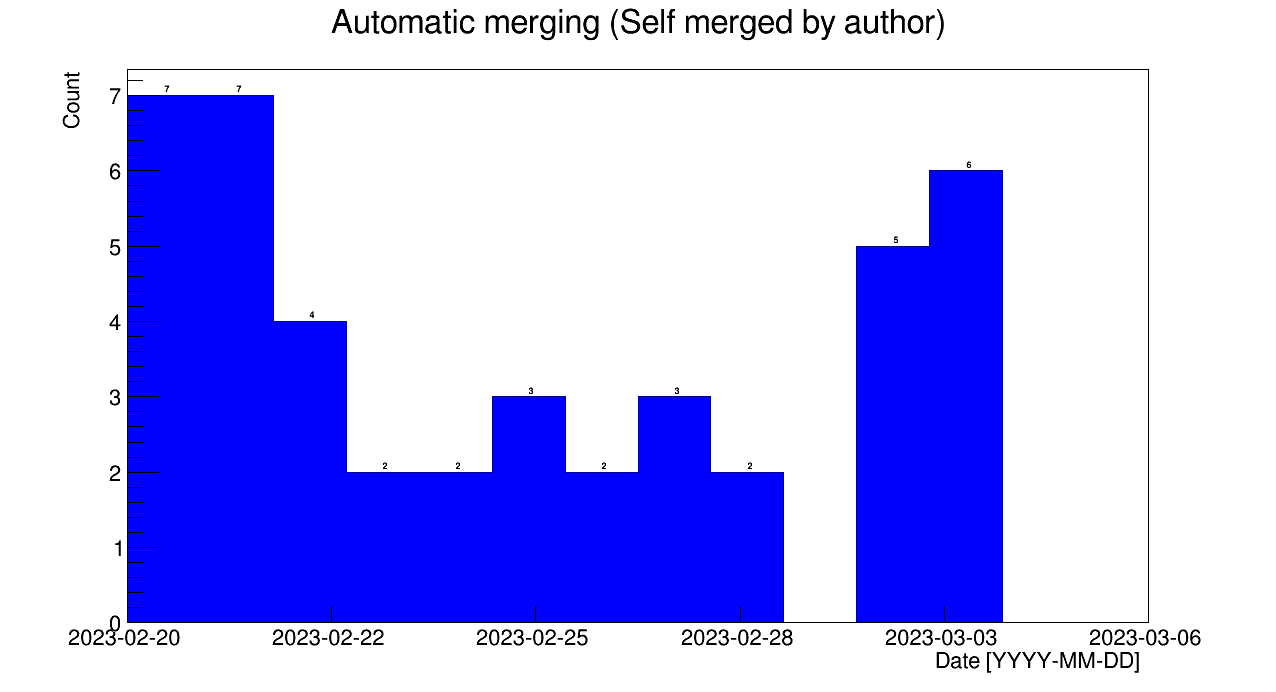 Automatic merging (Self merged by author)
Count
7
6
5
4
3
2
1
0
7 7 4 2 2 3 2 3 2 5 6
2023-02-20 2023-02-22 2023-02-25 2023-02-28 2023-03-03 2023-03-06
Date [YYYY-MM-DD]